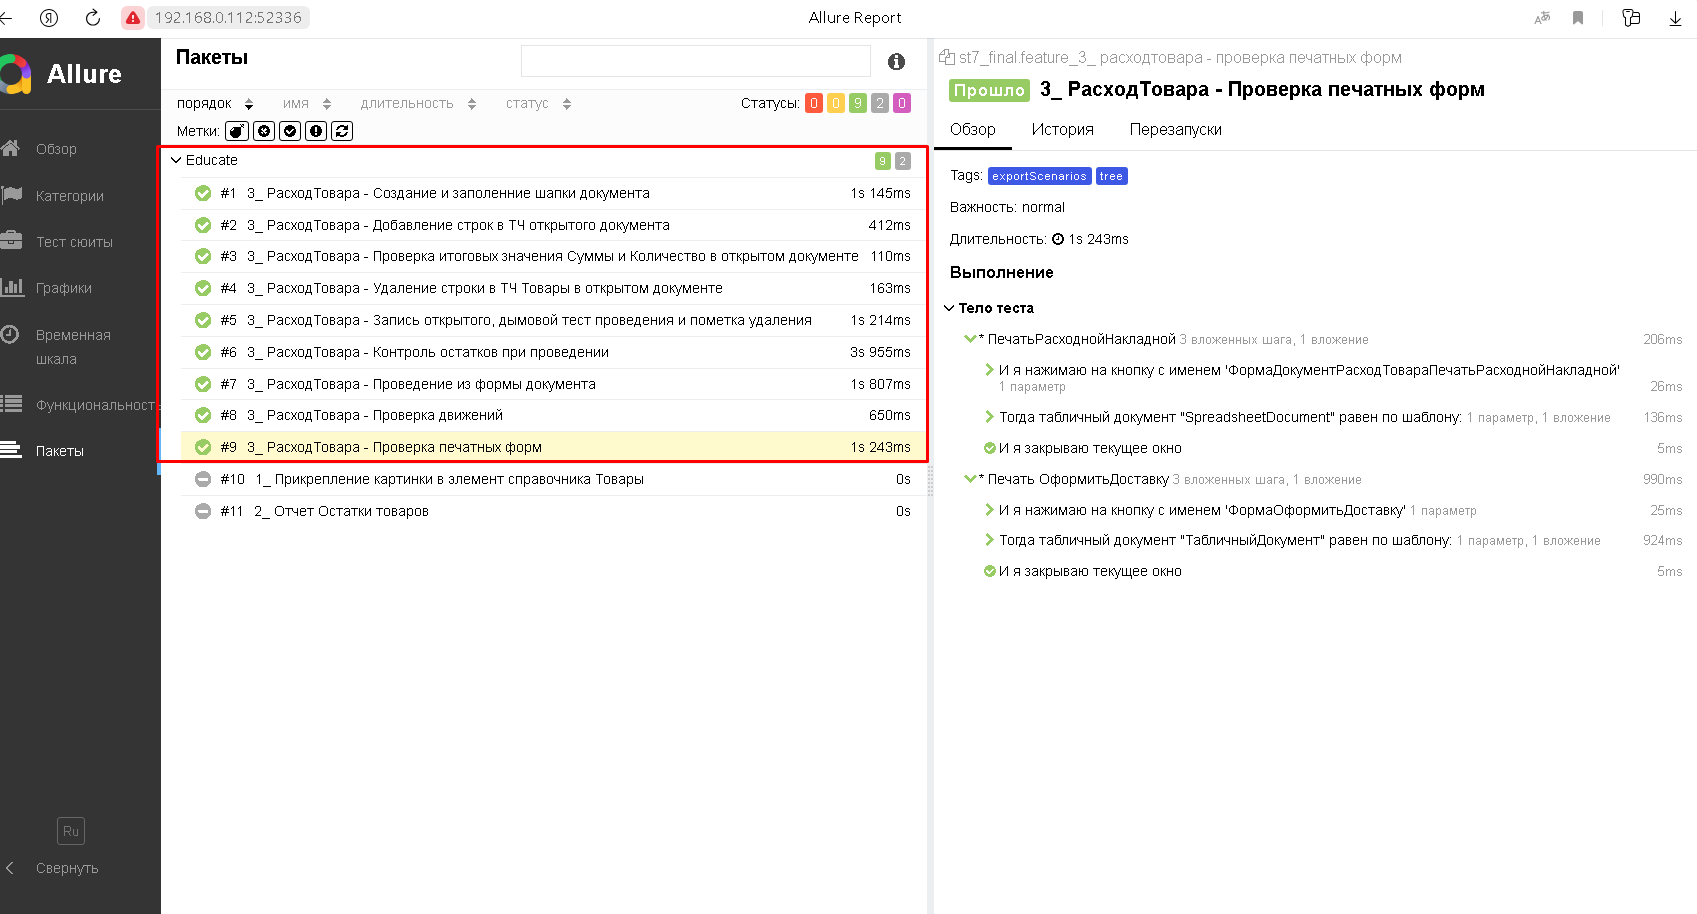 192.168.0.112:52336
Allure Report
Allure
Обзор
Категории
Тест сюиты
Графики
Временная
шкала
Функциональност
Пакеты
Ru
Свернуть
Пакеты
порядок имя длительность статус Статусы: 0 0 9 2 0
Метки:
Educate 9 2
#1 3_ РасходТовара - Создание и заполенние шапки документа 1s 145ms
#2 3_ РасходТовара - Добавление строк в ТЧ открытого документа 412ms
#3 3_ РасходТовара - Проверка итоговых значения Суммы и Количество в открытом документе 110ms
#4 3_ РасходТовара - Удаление строки в ТЧ Товары в открытом документе 163ms
#5 3_ РасходТовара - Запись открытого, дымовой тест проведения и пометка удаления 1s 214ms
#6 3_ РасходТовара - Контроль остатков при проведении 3s 955ms
#7 3_ РасходТовара - Проведение из формы документа 1s 807ms
#8 3_ РасходТовара - Проверка движений 650ms
#9 3_ РасходТовара - Проверка печатных форм 1s 243ms
#10 1_ Прикрепление картинки в элемент справочника Товары 0s
#11 2_ Отчет Остатки товаров 0s
st7_final.feature_3_ расходтовара - проверка печатных форм
Прошло 3_ РасходТовара - Проверка печатных форм
Обзор История Перезапуски
Tags: exportScenarios tree
Важность: normal
Длительность: 1s 243ms
Выполнение
Тело теста
* ПечатьРасходнойНакладной 3 вложенных шага, 1 вложение 206ms
И я нажимаю на кнопку с именем 'ФормаДокументРасходТовараПечатьРасходнойНакладной'
1 параметр 26ms
Тогда табличный документ "SpreadsheetDocument" равен по шаблону: 1 параметр, 1 вложение 136ms
И я закрываю текущее окно 5ms
* Печать ОформитьДоставку 3 вложенных шага, 1 вложение 990ms
И я нажимаю на кнопку с именем 'ФормаОформитьДоставку' 1 параметр 25ms
Тогда табличный документ "ТабличныйДокумент" равен по шаблону: 1 параметр, 1 вложение 924ms
И я закрываю текущее окно 5ms